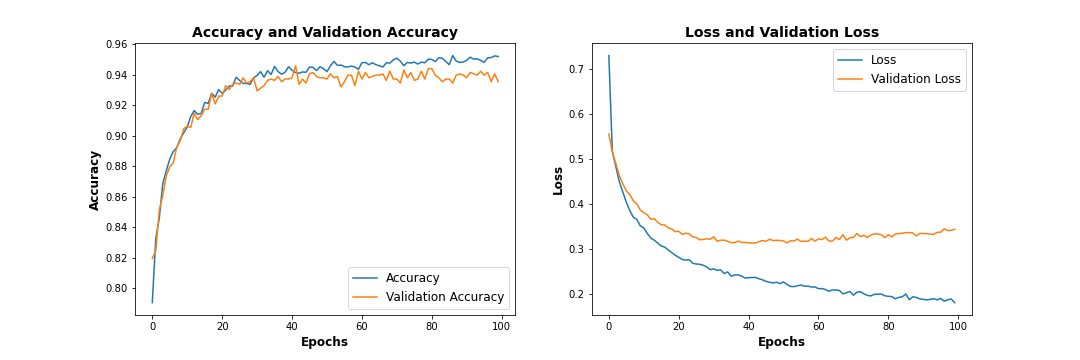 Accuracy and Validation Accuracy
0.96
0.94
0.92
0.90
0.88
0.86
0.84
0.82
0.80
Accuracy
Accuracy
Validation Accuracy
0 20 40 60 80 100
Epochs
Loss and Validation Loss
0.7
0.6
0.5
0.4
0.3
0.2
Loss
Loss
Validation Loss
0 20 40 60 80 100
Epochs